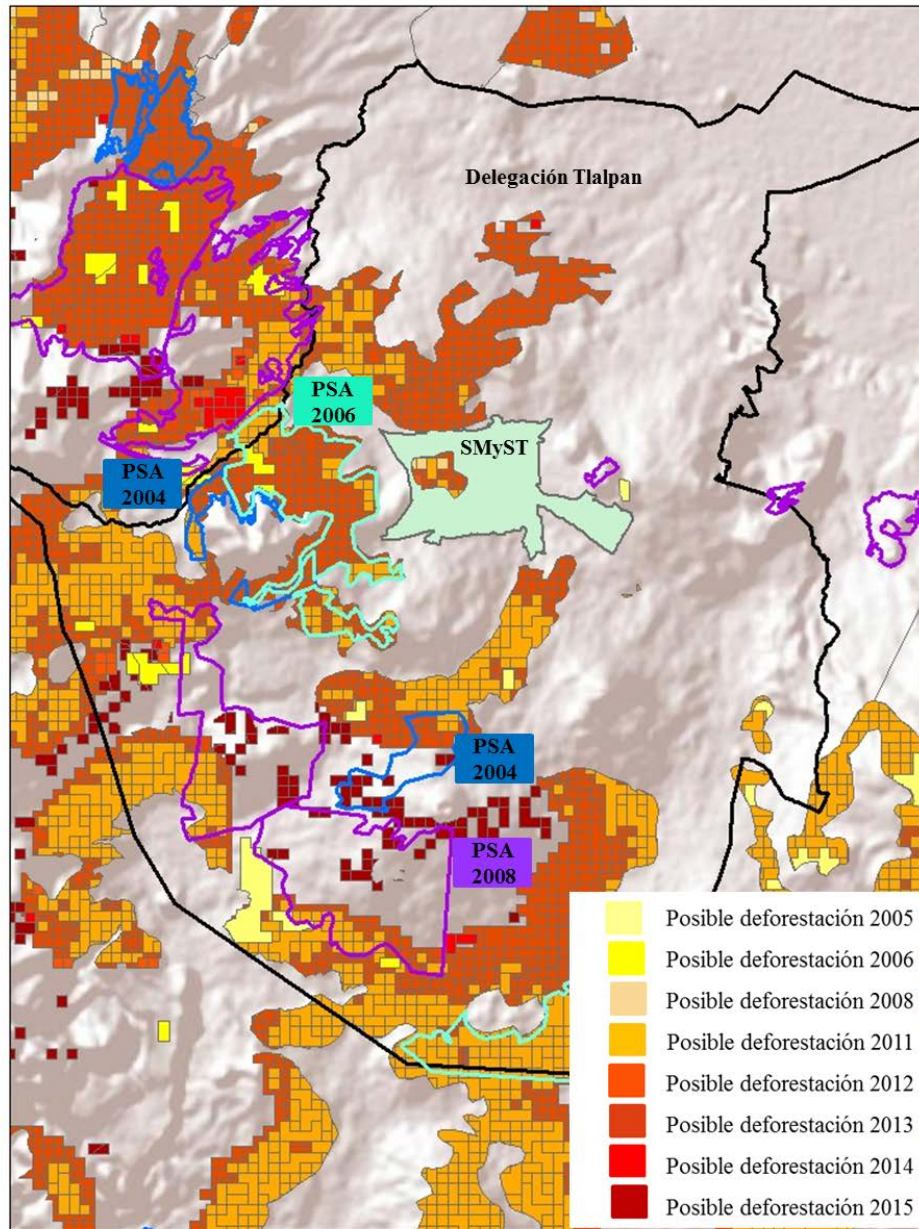 Delegación Tlalpan
PSA
2006
SMyST
PSA
2004
PSA
2004
PSA
2008
Posible deforestación 2005
Posible deforestación 2006
Posible deforestación 2008
Posible deforestación 2011
Posible deforestación 2012
Posible deforestación 2013
Posible deforestación 2014
Posible deforestación 2015